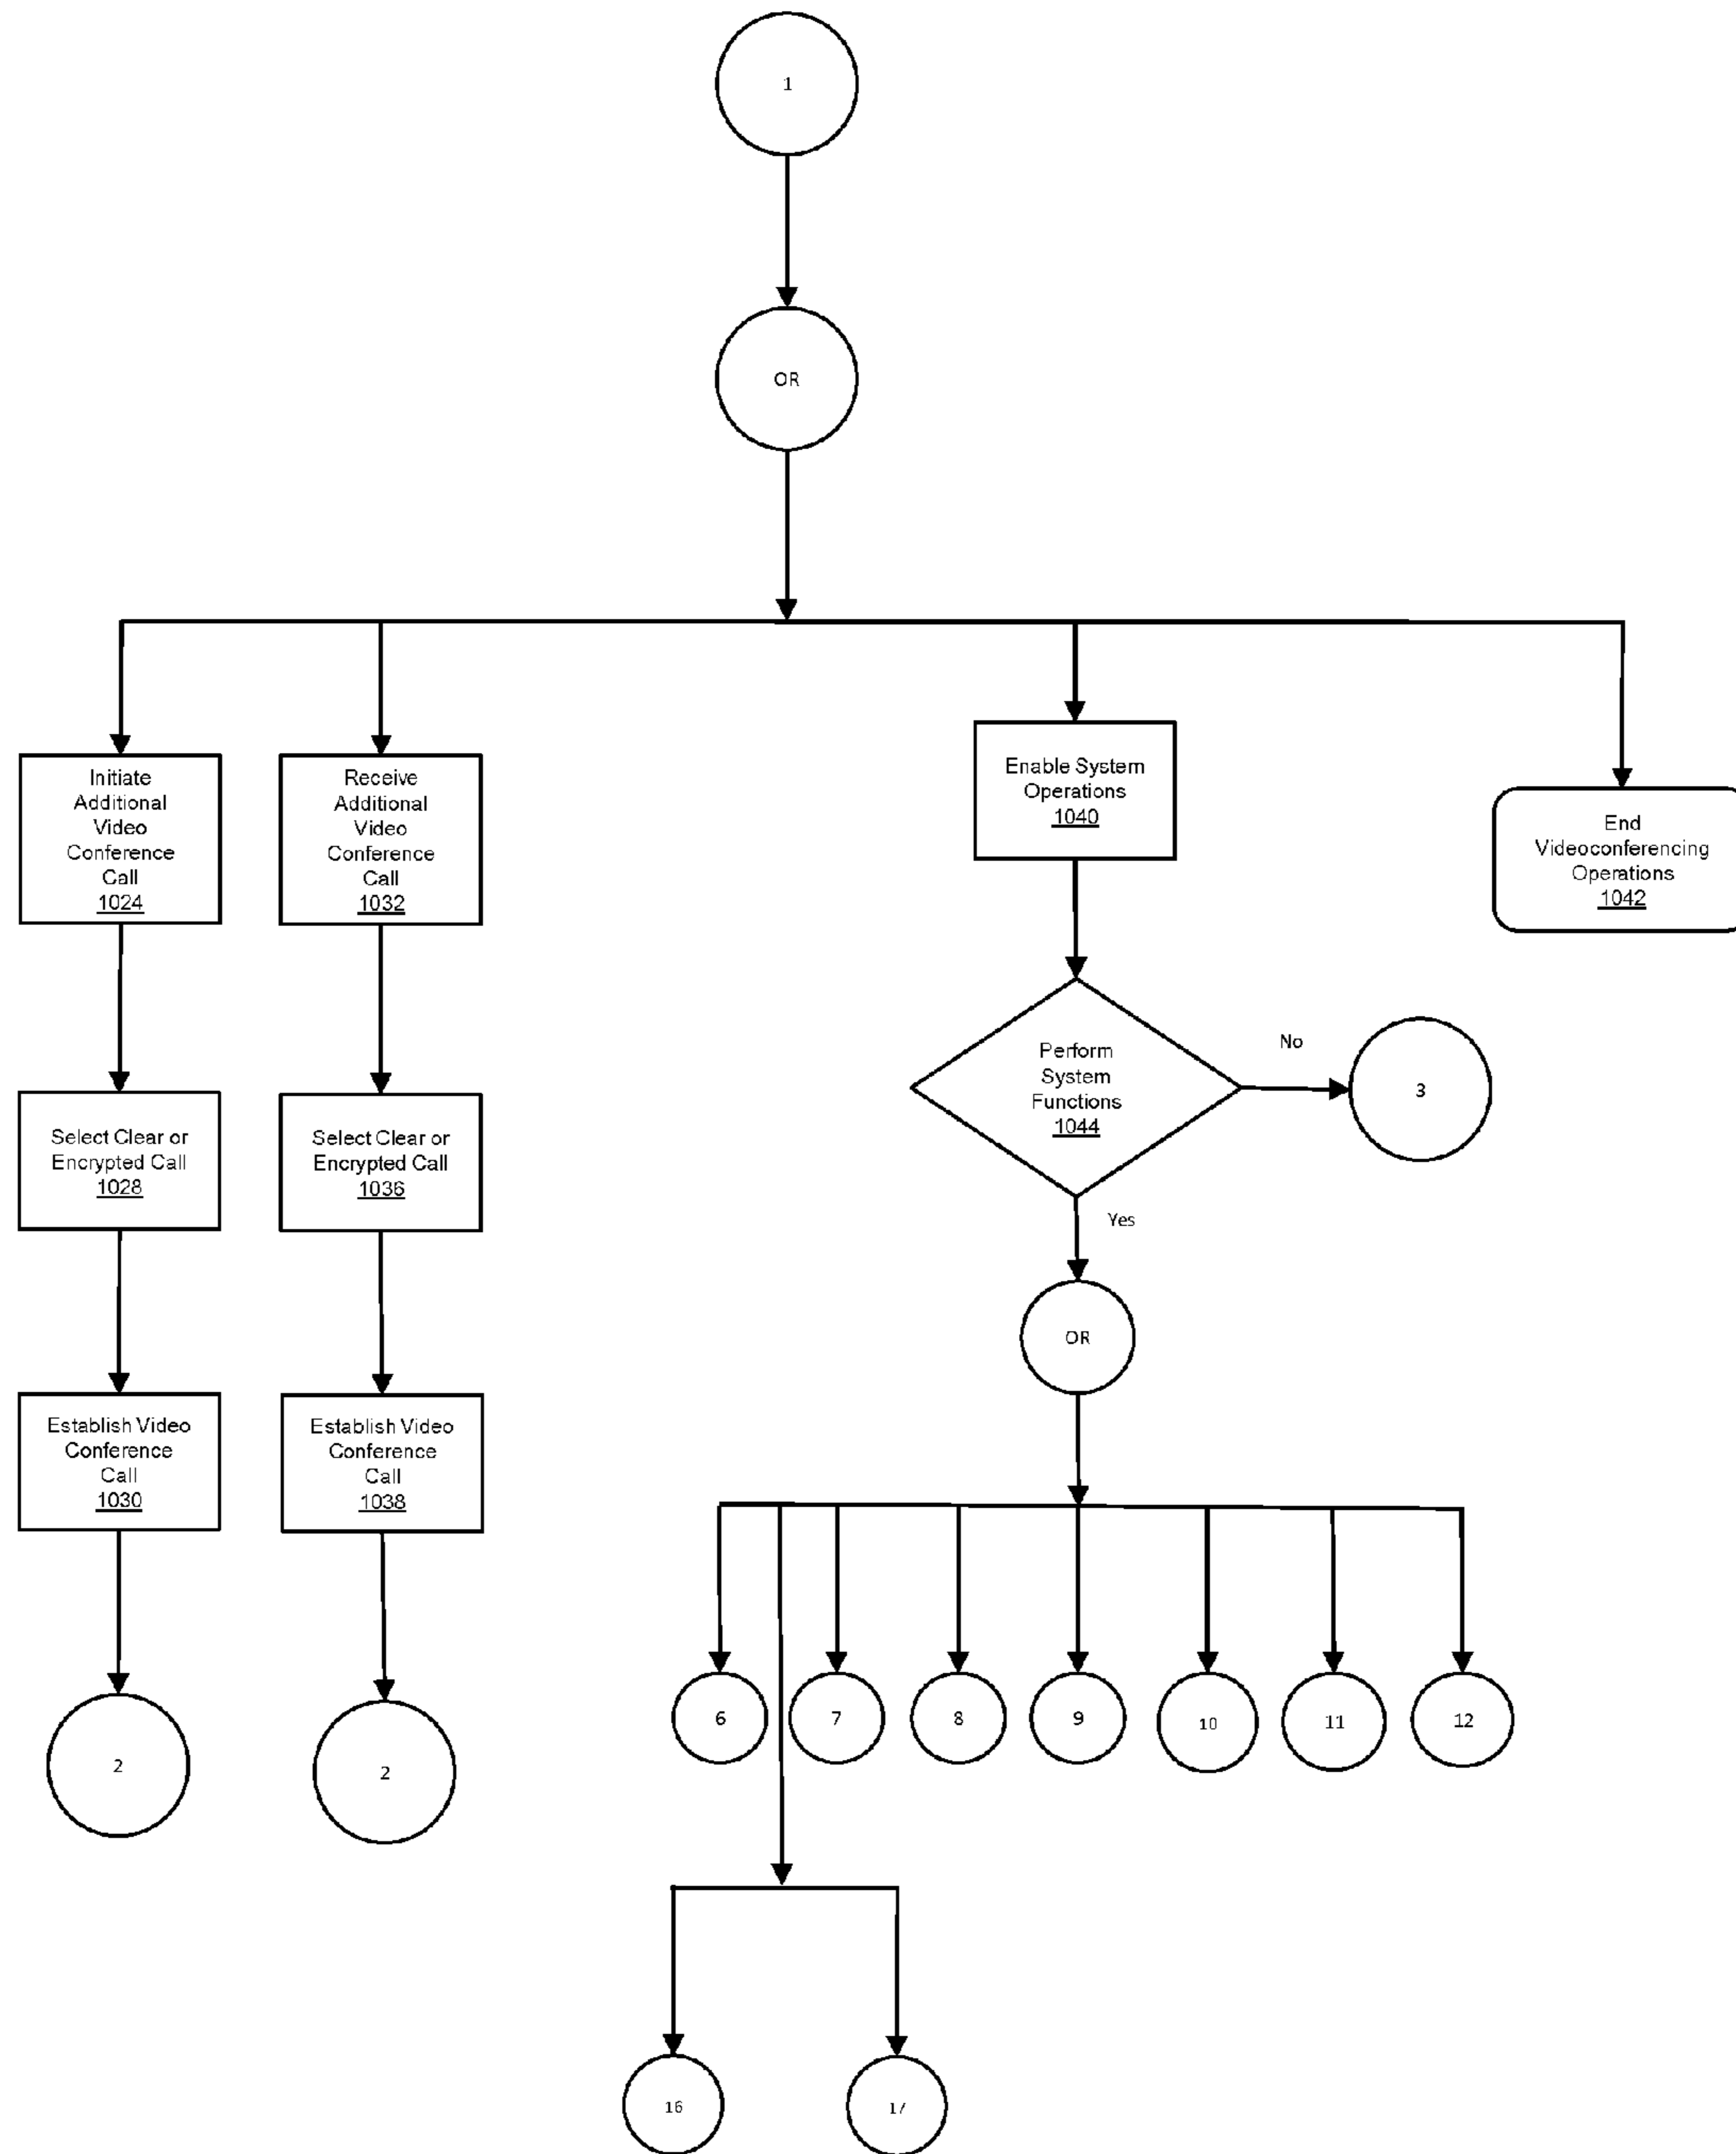 1
OR
Initiate
Additional
Video
Conference
Call
1024
Receive
Additional
Video
Conference
Call
1032
Enable System
Operations
1040
End
Videoconferencing
Operations
1042
Select Clear or
Encrypted Call
1028
Select Clear or
Encrypted Call
1036
Perform
System
Functions
1044
No
3
Yes
OR
Establish Video
Conference
Call
1030
Establish Video
Conference
Call
1038
2
2
6
7
8
9
10
11
12
16
17